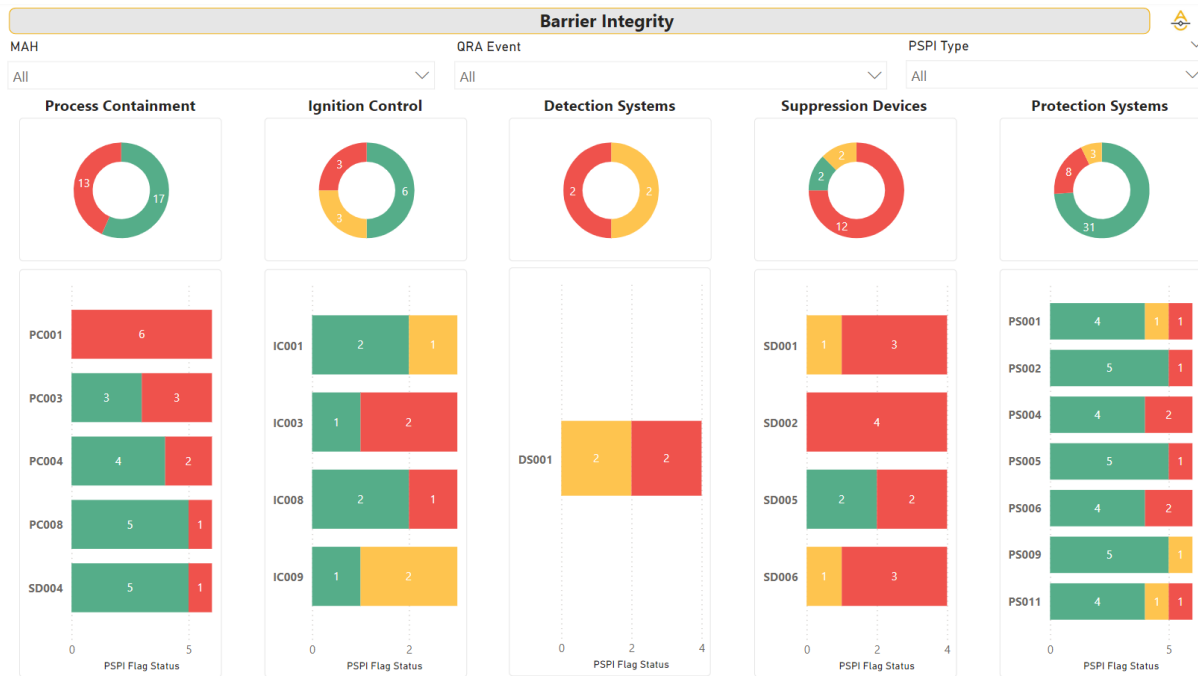 Barrier Integrity
MAH
QRA Event
PSPI Type
All
All
All
Process Containment
Ignition Control
Detection Systems
Suppression Devices
Protection Systems
13
17
3
3
6
2
2
2
2
12
3
8
31
PC001
6
PC003
3
3
PC004
4
2
PC008
5
1
SD004
5
1
0
5
PSPI Flag Status
IC001
2
1
IC003
1
2
IC008
2
1
IC009
1
2
0
2
PSPI Flag Status
DS001
2
2
0
2
4
PSPI Flag Status
SD001
1
3
SD002
4
SD005
2
2
SD006
1
3
0
2
4
PSPI Flag Status
PS001
4
1
1
PS002
5
1
PS004
4
2
PS005
5
1
PS006
4
2
PS009
5
1
PS011
4
1
1
0
5
PSPI Flag Status